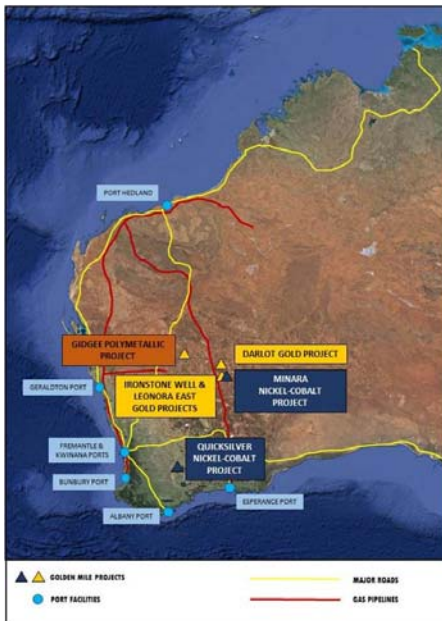 PORT HEDLAND
GIDGEE POLYMETALLIC
PROJECT
DARLOT GOLD PROJECT
MINARA
NICKEL-COBALT
PROJECT
GERALDTON PORT
IRONSTONE WELL &
LEONORA EAST
GOLD PROJECTS
FREMANTLE &
KWINANA PORTS
QUICKSILVER
NICKEL-COBALT
PROJECT
BUNBURY PORT
ESPERANCE PORT
ALBANY PORT
GOLDEN MILE PROJECTS
MAJOR ROADS
PORT FACILITIES
GAS PIPELINES